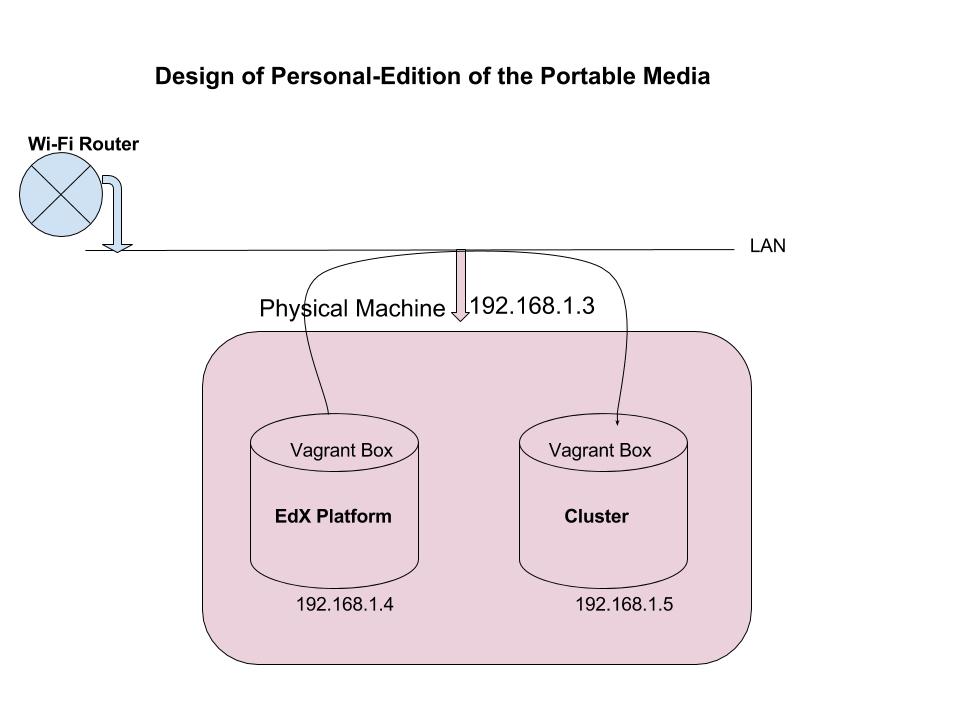 Design of Personal-Edition of the Portable Media
Wi-Fi Router
LAN
Physical Machine
192.168.1.3
Vagrant Box
Vagrant Box
EdX Platform
Cluster
192.168.1.4
192.168.1.5